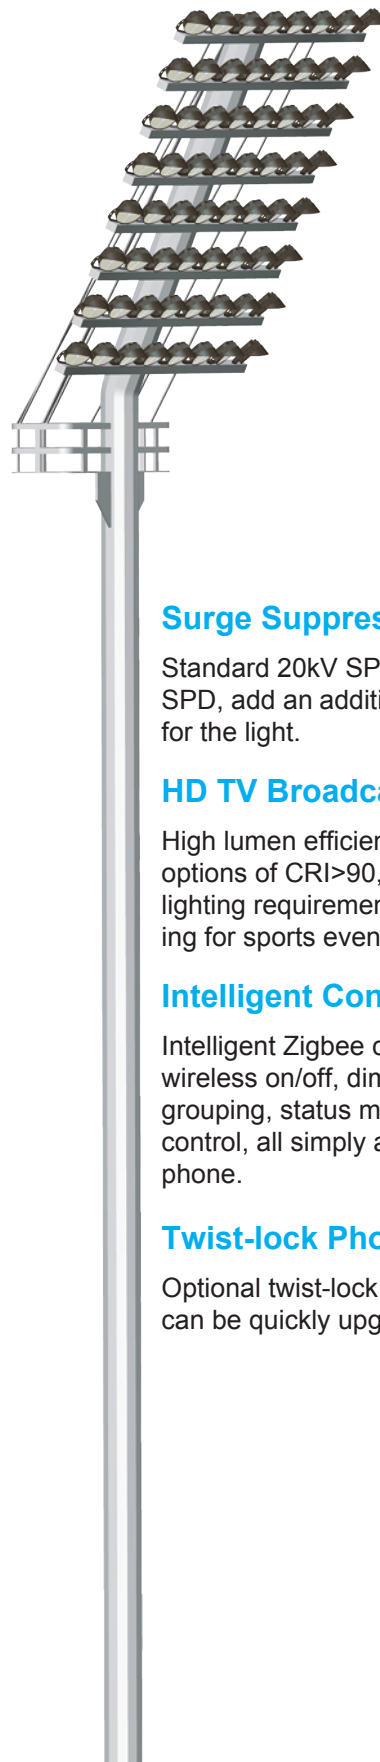 Surge Suppres
Standard 20kV SP
SPD, add an additi
for the light.
HD TV Broadca
High lumen efficien
options of CRI>90,
lighting requiremen
ing for sports even
Intelligent Con
Intelligent Zigbee c
wireless on/off, dim
grouping, status m
control, all simply a
phone.
Twist-lock Pho
Optional twist-lock
can be quickly upg